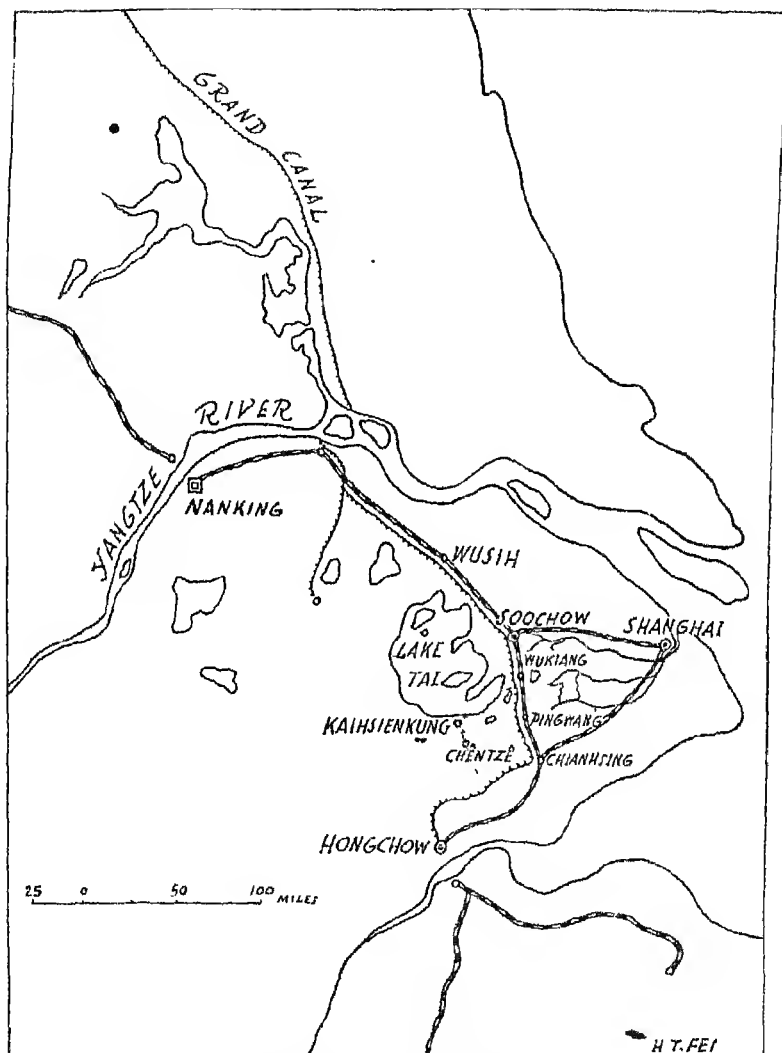 GRAND CANAL
YANGTZE RIVER
NANKING
WUSIH
SOOCHOW
SHANGHAI
LAKE
TAI
WUKIANG
KAIHSIENKUNG
PINGWANG
CHÊNTZÊ
CHIANHSING
HONGCHOW
25 0 50 100 MILES
H T. FEI